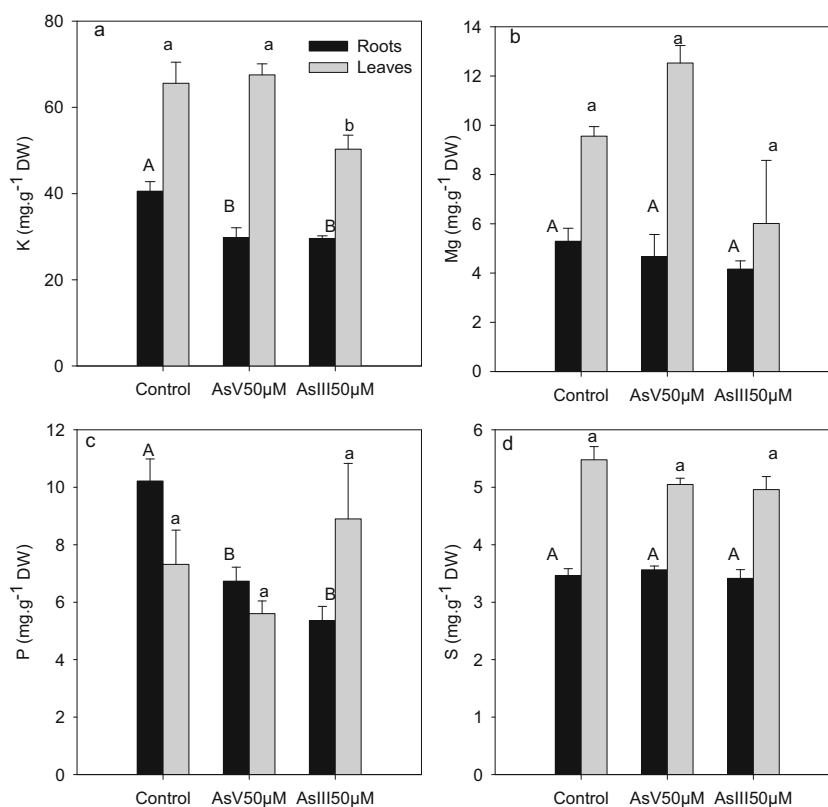 a
Roots
Leaves
K (mg.g⁻¹ DW)
80
60
40
20
0
A
a
B
a
B
b
Control
AsV50µM
AsIII50µM
b
Mg (mg.g⁻¹ DW)
14
12
10
8
6
4
2
0
A
a
A
a
A
a
Control
AsV50µM
AsIII50µM
c
P (mg.g⁻¹ DW)
12
10
8
6
4
2
0
A
a
B
a
B
a
Control
AsV50µM
AsIII50µM
d
S (mg.g⁻¹ DW)
6
5
4
3
2
1
0
A
a
A
a
A
a
Control
AsV50µM
AsIII50µM